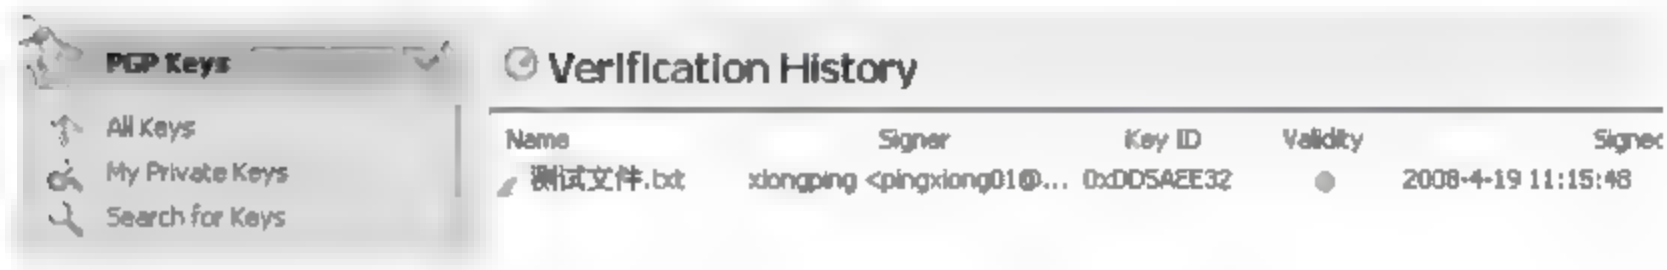 PGP Keys
All Keys
My Private Keys
Search for Keys
Verification History
Name Signer Key ID Validity Signed
测试文件.txt xiongping <pingxiong01@... 0xDD5AEE32 2008-4-19 11:15:48